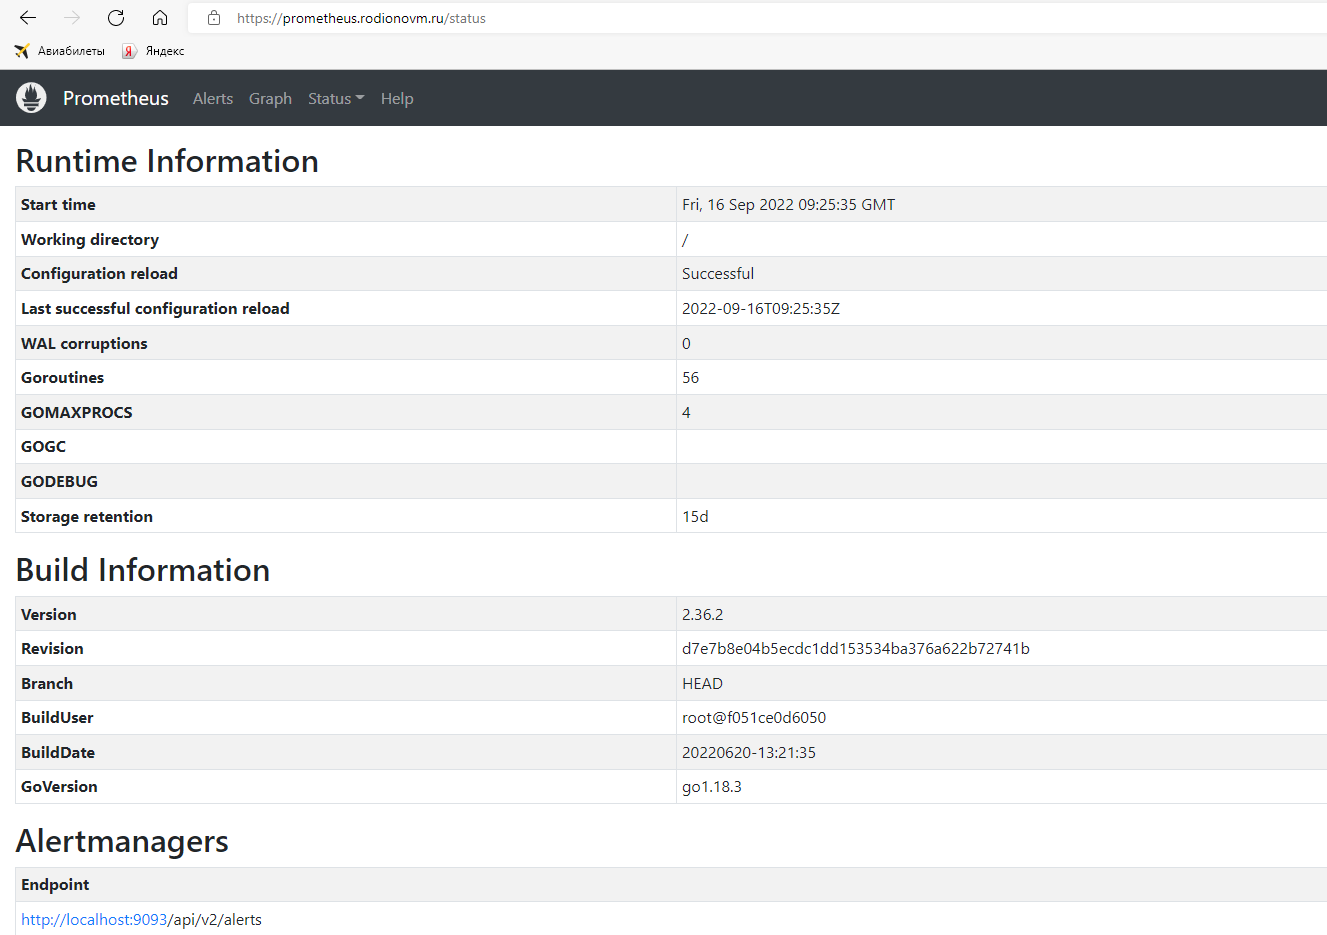 https://prometheus.rodionovm.ru/status
Авиабилеты Яндекс
Prometheus Alerts Graph Status Help
Runtime Information
Start time Fri, 16 Sep 2022 09:25:35 GMT
Working directory /
Configuration reload Successful
Last successful configuration reload 2022-09-16T09:25:35Z
WAL corruptions 0
Goroutines 56
GOMAXPROCS 4
GOGC
GODEBUG
Storage retention 15d
Build Information
Version 2.36.2
Revision d7e7b8e04b5ecdc1dd153534ba376a622b72741b
Branch HEAD
BuildUser root@f051ce0d6050
BuildDate 20220620-13:21:35
GoVersion go1.18.3
Alertmanagers
Endpoint
http://localhost:9093/api/v2/alerts